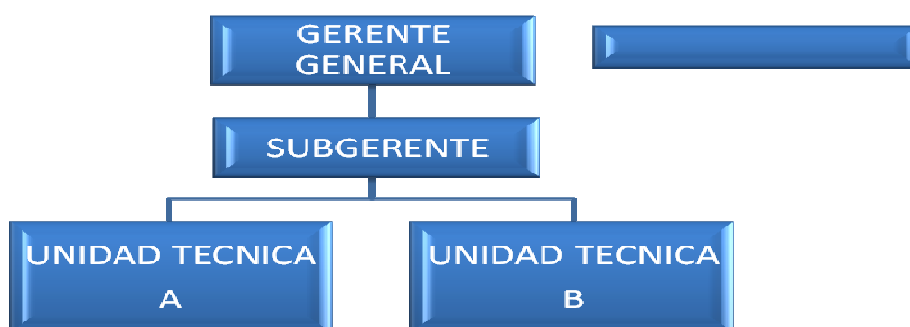 GERENTE
GENERAL
SUBGERENTE
UNIDAD TECNICA
A
UNIDAD TECNICA
B